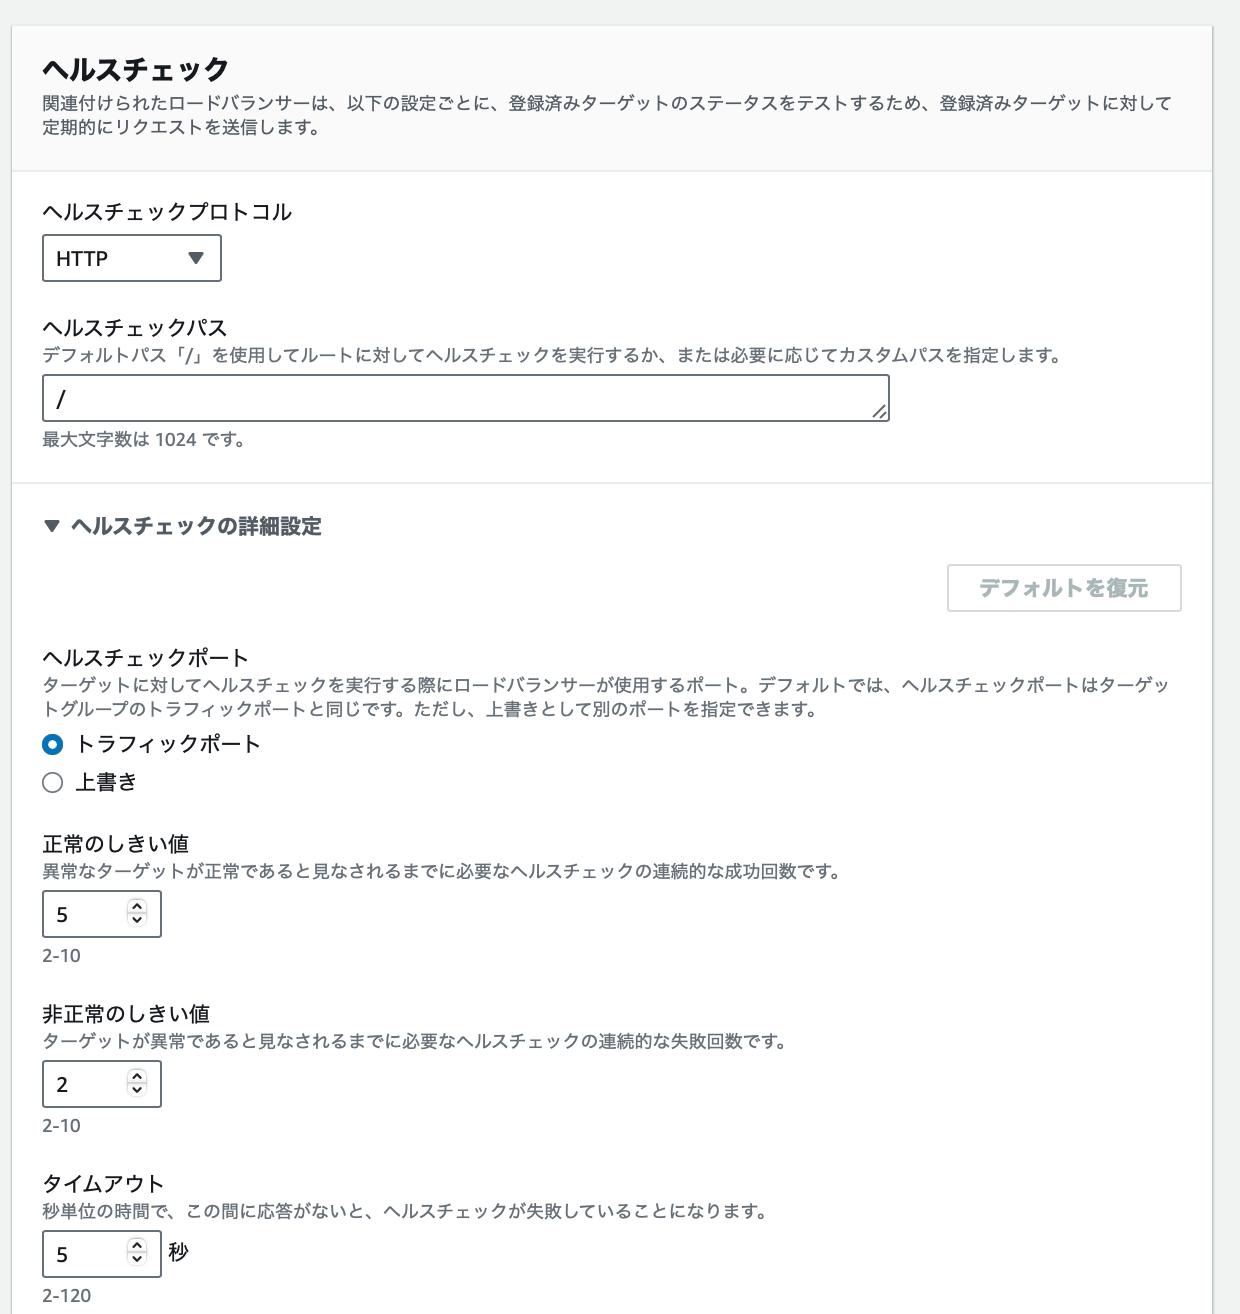 ヘルスチェック
関連付けられたロードバランサーは、以下の設定ごとに、登録済みターゲットのステータスをテストするため、登録済みターゲットに対して
定期的にリクエストを送信します。
ヘルスチェックプロトコル
HTTP
ヘルスチェックパス
デフォルトパス「/」を使用してルートに対してヘルスチェックを実行するか、または必要に応じてカスタムパスを指定します。
/
最大文字数は 1024 です。
ヘルスチェックの詳細設定
デフォルトを復元
ヘルスチェックポート
ターゲットに対してヘルスチェックを実行する際にロードバランサーが使用するポート。デフォルトでは、ヘルスチェックポートはターゲッ
トグループのトラフィックポートと同じです。ただし、上書きとして別のポートを指定できます。
トラフィックポート
上書き
正常のしきい値
異常なターゲットが正常であると見なされるまでに必要なヘルスチェックの連続的な成功回数です。
5
2-10
非正常のしきい値
ターゲットが異常であると見なされるまでに必要なヘルスチェックの連続的な失敗回数です。
2
2-10
タイムアウト
秒単位の時間で、この間に応答がないと、ヘルスチェックが失敗していることになります。
5 秒
2-120